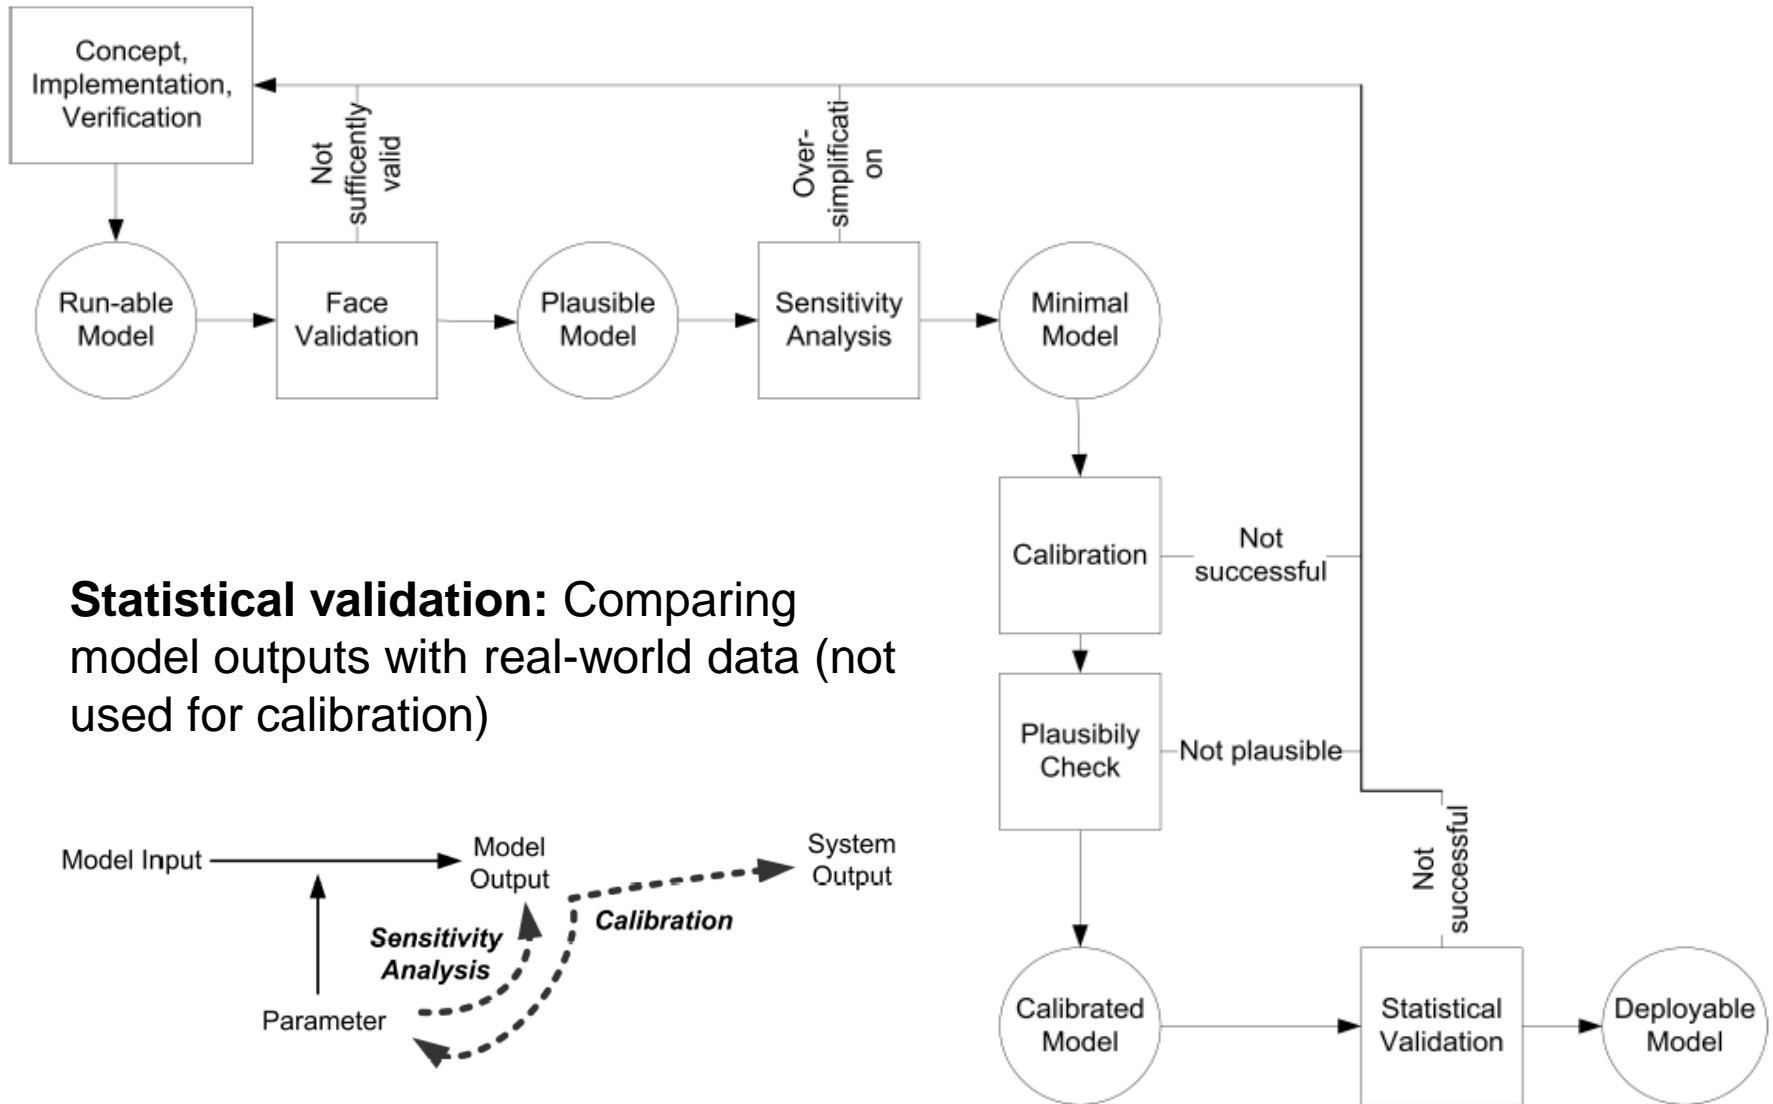 Concept,
Implementation,
Verification
Not
sufficently
valid
Over-
simplificati
on
Run-able
Model
Face
Validation
Plausible
Model
Sensitivity
Analysis
Minimal
Model
Calibration
Not
successful
Statistical validation: Comparing
model outputs with real-world data (not
used for calibration)
Plausibily
Check
Not plausible
Model Input
Model
Output
System
Output
Sensitivity
Analysis
Calibration
Parameter
Not
successful
Calibrated
Model
Statistical
Validation
Deployable
Model